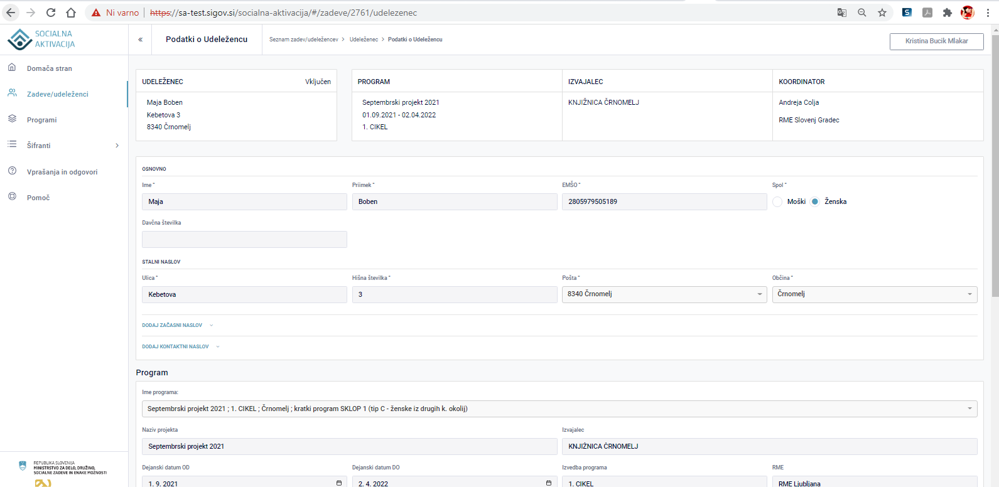 Ni varno
https://sa-test.sigov.si/socialna-aktivacija/#/zadeve/2761/udelezenec
SOCIALNA
AKTIVACIJA
«
Podatki o Udeležencu
Seznam zadev/udeležencev > Udeleženec > Podatki o Udeležencu
Kristina Bucik Mlakar
Domača stran
Zadeve/udeleženci
Programi
Šifranti
Vprašanja in odgovori
Pomoč
UDELEŽENEC Vključen
Maja Boben
Kebetova 3
8340 Črnomelj
PROGRAM
Septembrski projekt 2021
01.09.2021 - 02.04.2022
1. CIKEL
IZVAJALEC
KNJIŽNICA ČRNOMELJ
KOORDINATOR
Andreja Colja
RME Slovenj Gradec
OSNOVNO
Ime * Priimek * EMŠO * Spol *
Maja Boben 2805979505189 Moški Ženska
Davčna številka
STALNI NASLOV
Ulica * Hišna številka * Pošta * Občina *
Kebetova 3 8340 Črnomelj Črnomelj
DODAJ ZAČASNI NASLOV
DODAJ KONTAKTNI NASLOV
Program
Ime programa:
Septembrski projekt 2021 ; 1. CIKEL ; Črnomelj ; kratki program SKLOP 1 (tip C - ženske iz drugih k. okolij)
Naziv projekta Izvajalec
Septembrski projekt 2021 KNJIŽNICA ČRNOMELJ
Dejanski datum OD Dejanski datum DO Izvedba programa RME
1. 9. 2021 2. 4. 2022 1. CIKEL RME Ljubljana
REPUBLIKA SLOVENIJA
MINISTRSTVO ZA DELO, DRUŽINO,
SOCIALNE ZADEVE IN ENAKE MOŽNOSTI